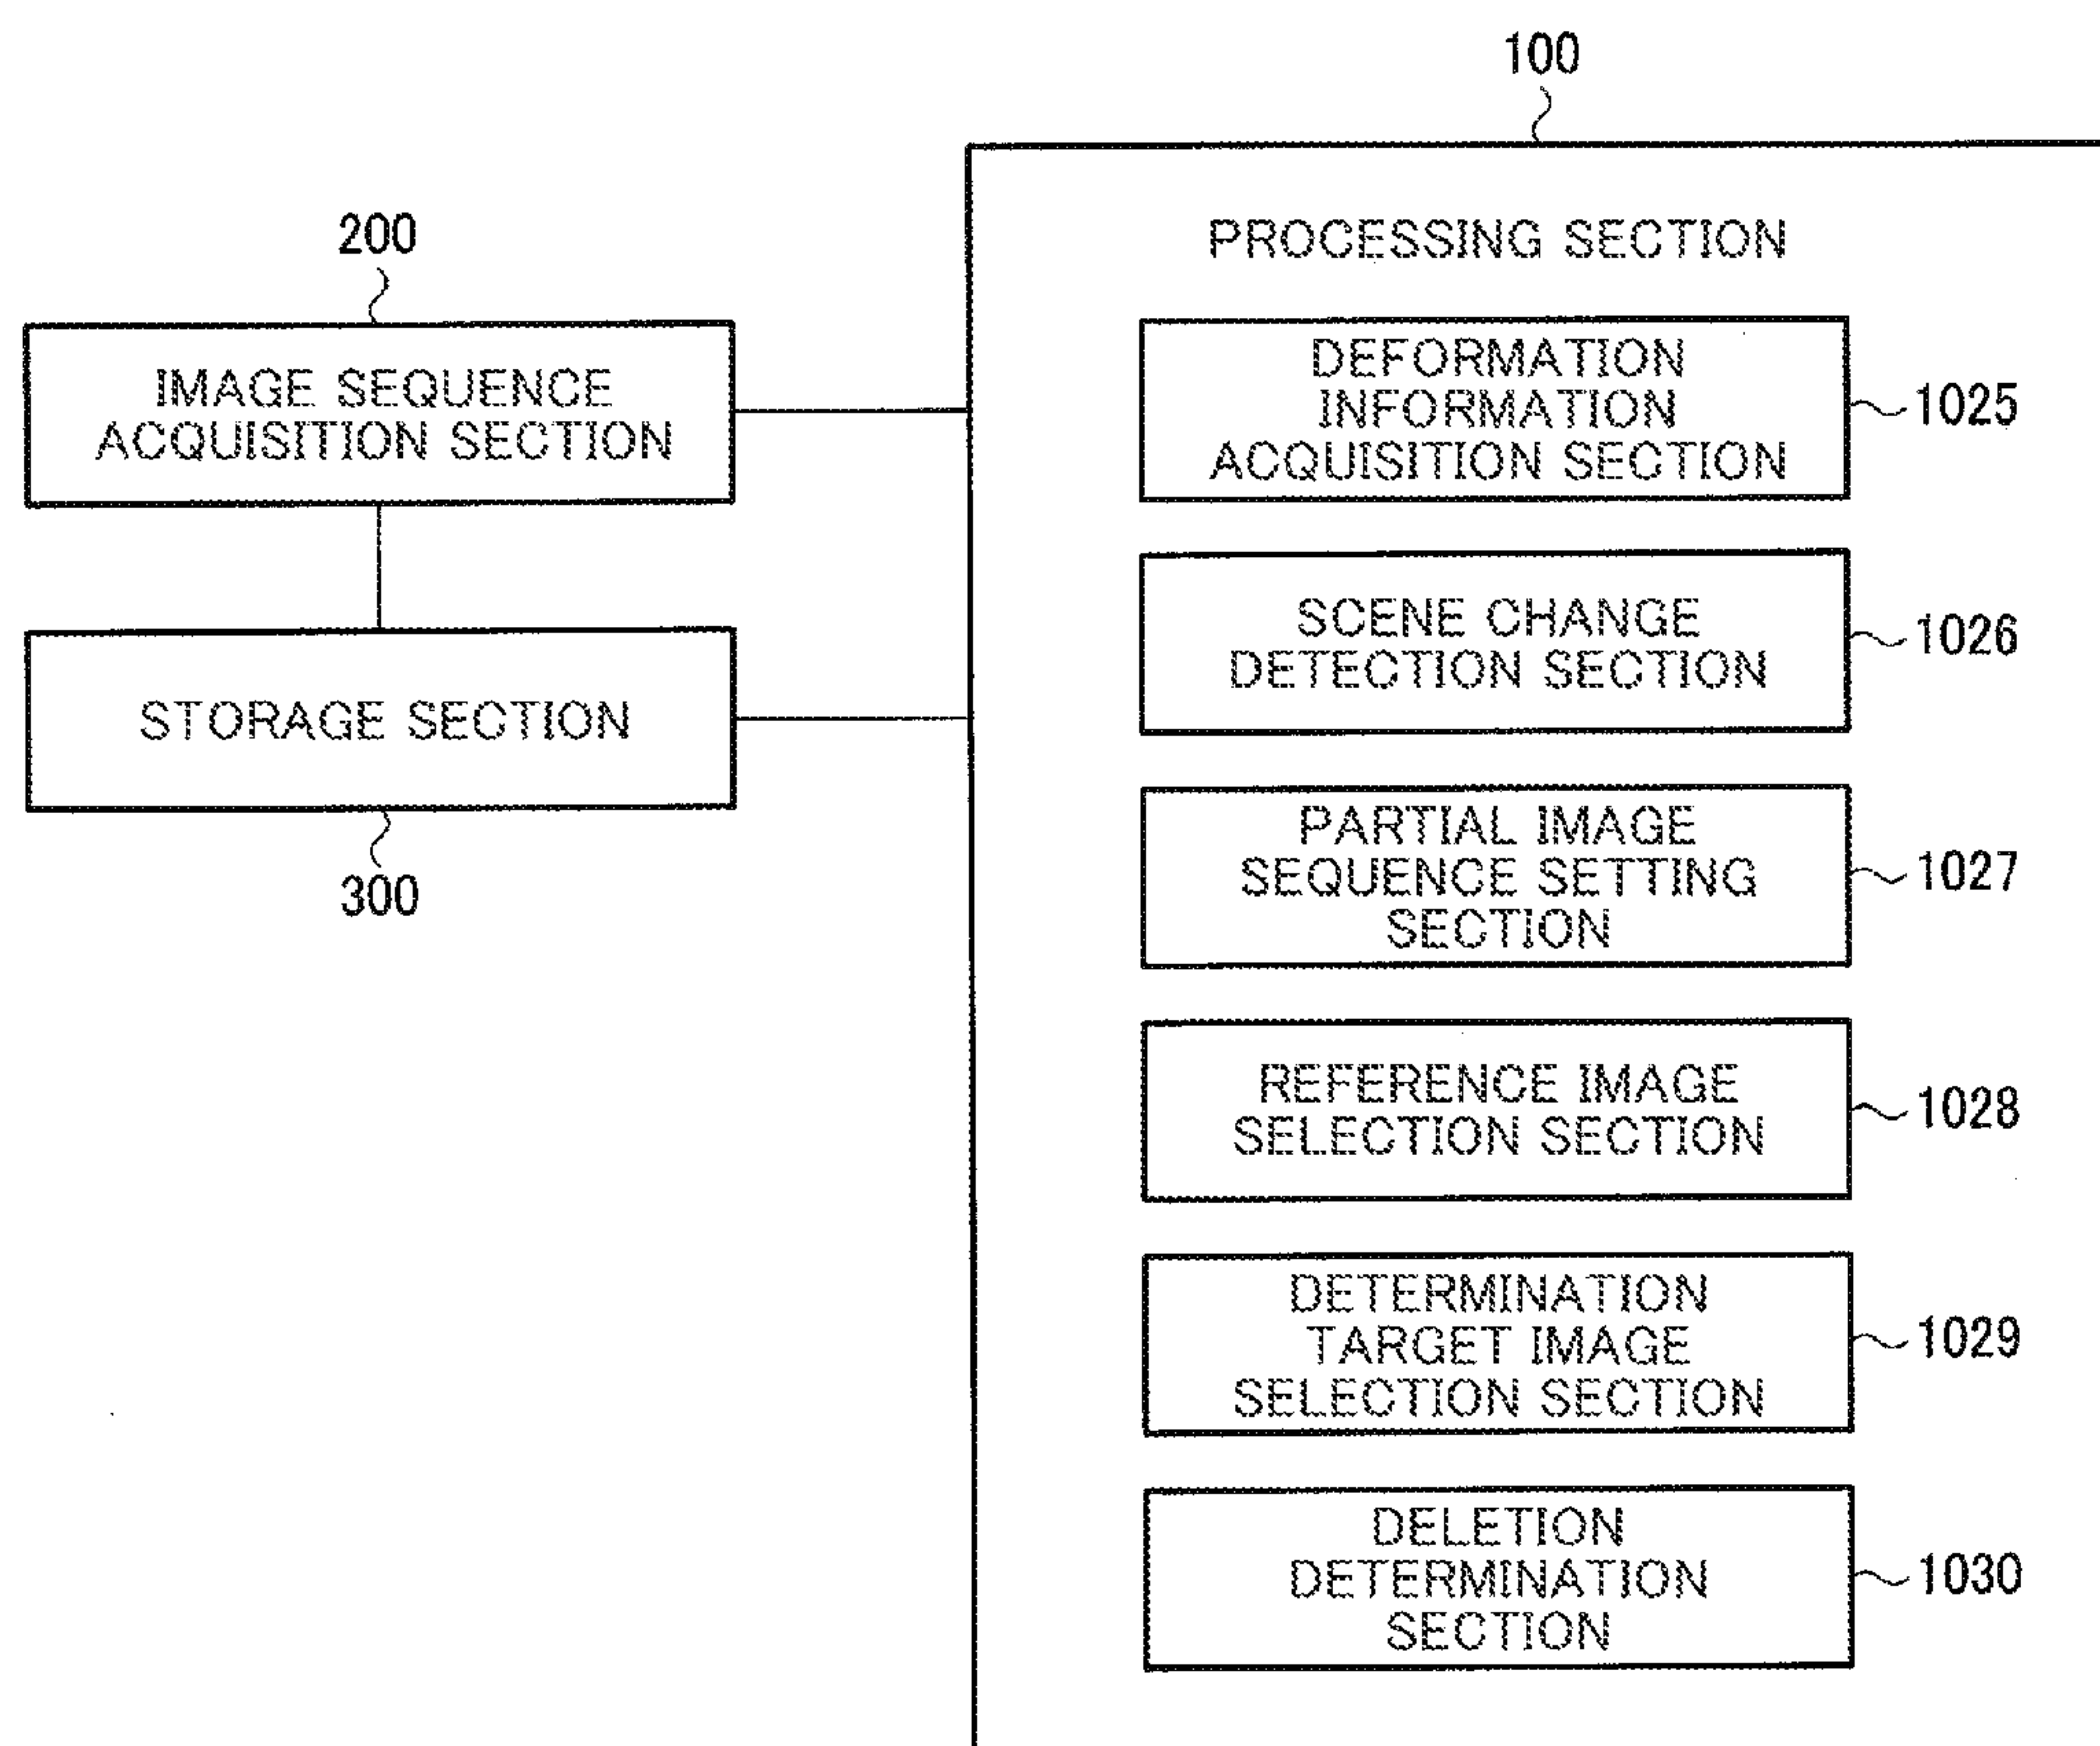 100
PROCESSING SECTION
200
IMAGE SEQUENCE
ACQUISITION SECTION
STORAGE SECTION
300
DEFORMATION
INFORMATION
ACQUISITION SECTION
1025
SCENE CHANGE
DETECTION SECTION
1026
PARTIAL IMAGE
SEQUENCE SETTING
SECTION
1027
REFERENCE IMAGE
SELECTION SECTION
1028
DETERMINATION
TARGET IMAGE
SELECTION SECTION
1029
DELETION
DETERMINATION
SECTION
1030